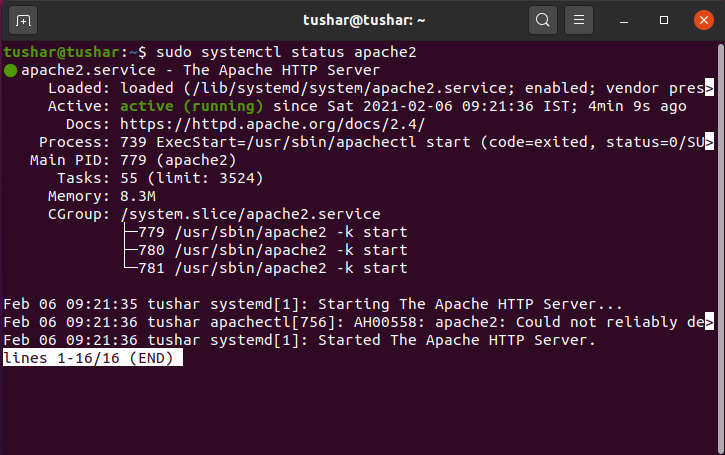 tushar@tushar: ~
tushar@tushar:~$ sudo systemctl status apache2
● apache2.service - The Apache HTTP Server
Loaded: loaded (/lib/systemd/system/apache2.service; enabled; vendor pres>
Active: active (running) since Sat 2021-02-06 09:21:36 IST; 4min 9s ago
Docs: https://httpd.apache.org/docs/2.4/
Process: 739 ExecStart=/usr/sbin/apachectl start (code=exited, status=0/SU>
Main PID: 779 (apache2)
Tasks: 55 (limit: 3524)
Memory: 8.3M
CGroup: /system.slice/apache2.service
├─779 /usr/sbin/apache2 -k start
├─780 /usr/sbin/apache2 -k start
└─781 /usr/sbin/apache2 -k start
Feb 06 09:21:35 tushar systemd[1]: Starting The Apache HTTP Server...
Feb 06 09:21:36 tushar apachectl[756]: AH00558: apache2: Could not reliably de>
Feb 06 09:21:36 tushar systemd[1]: Started The Apache HTTP Server.
lines 1-16/16 (END)